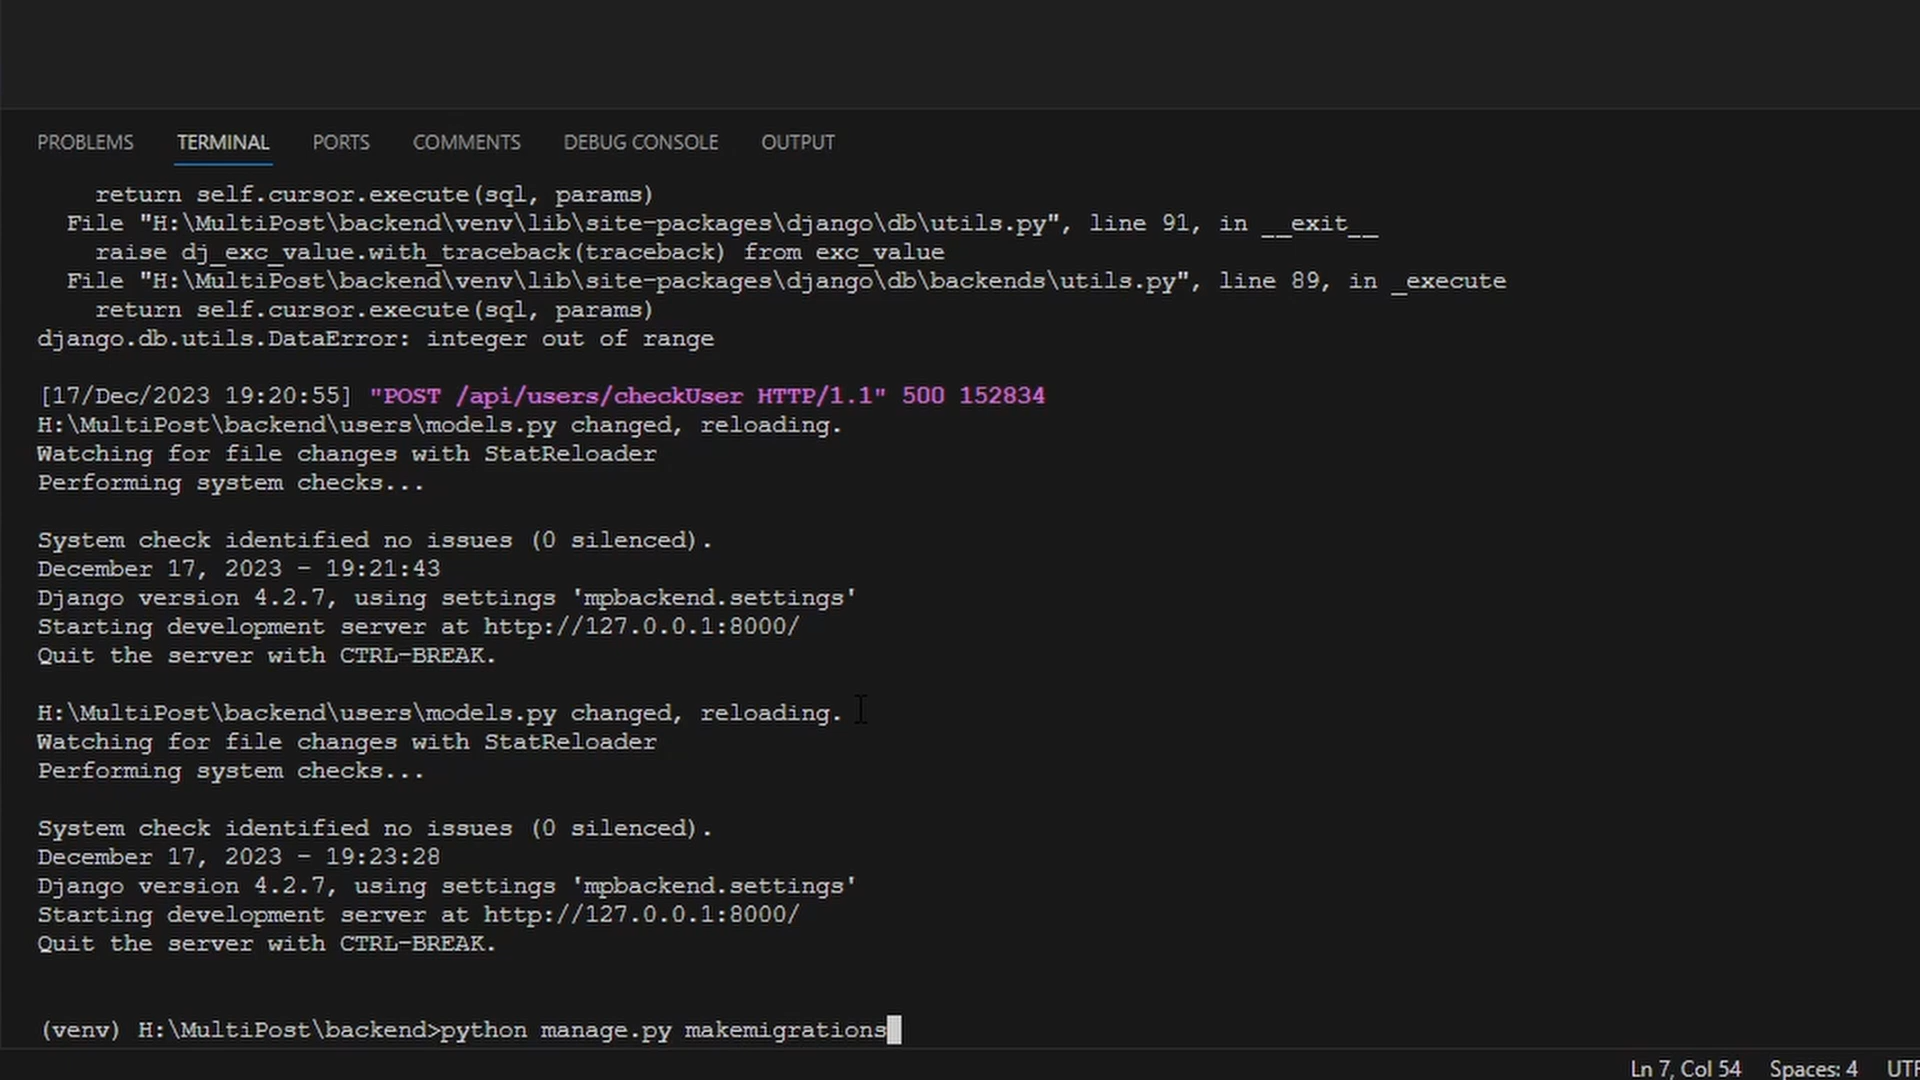 PROBLEMS TERMINAL PORTS COMMENTS DEBUG CONSOLE OUTPUT
return self.cursor.execute(sql, params)
File "H:\MultiPost\backend\venv\lib\site-packages\django\db\utils.py", line 91, in __exit__
raise dj_exc_value.with_traceback(traceback) from exc_value
File "H:\MultiPost\backend\venv\lib\site-packages\django\db\backends\utils.py", line 89, in _execute
return self.cursor.execute(sql, params)
django.db.utils.DataError: integer out of range
[17/Dec/2023 19:20:55] "POST /api/users/checkUser HTTP/1.1" 500 152834
H:\MultiPost\backend\users\models.py changed, reloading.
Watching for file changes with StatReloader
Performing system checks...
System check identified no issues (0 silenced).
December 17, 2023 - 19:21:43
Django version 4.2.7, using settings 'mpbackend.settings'
Starting development server at http://127.0.0.1:8000/
Quit the server with CTRL-BREAK.
H:\MultiPost\backend\users\models.py changed, reloading.
Watching for file changes with StatReloader
Performing system checks...
System check identified no issues (0 silenced).
December 17, 2023 - 19:23:28
Django version 4.2.7, using settings 'mpbackend.settings'
Starting development server at http://127.0.0.1:8000/
Quit the server with CTRL-BREAK.
(venv) H:\MultiPost\backend>python manage.py makemigrations
Ln 7, Col 54 Spaces: 4 UTF